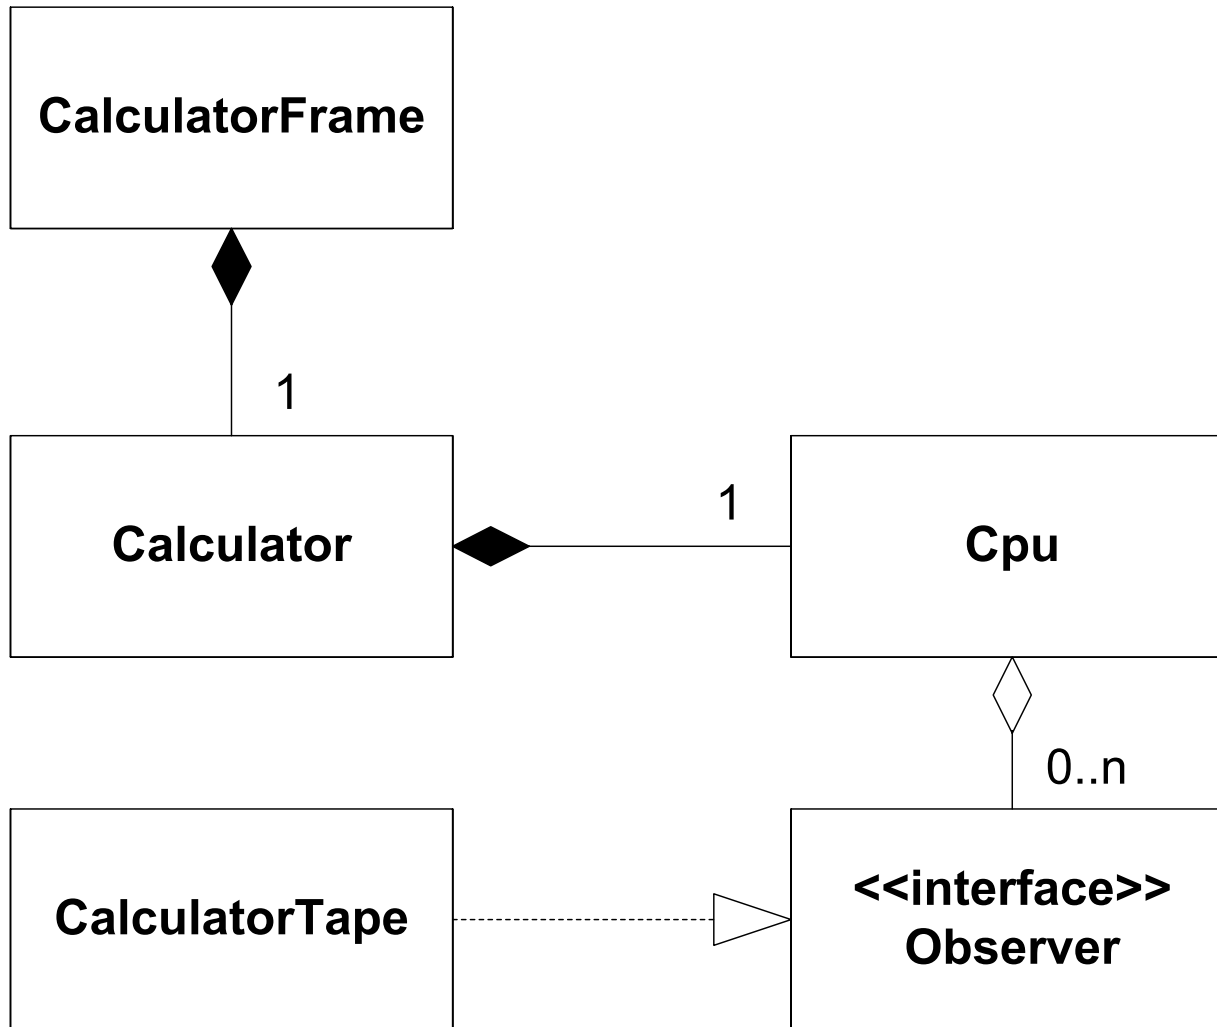 CalculatorFrame
1
Calculator
1
Cpu
0..n
CalculatorTape
<<interface>>
Observer